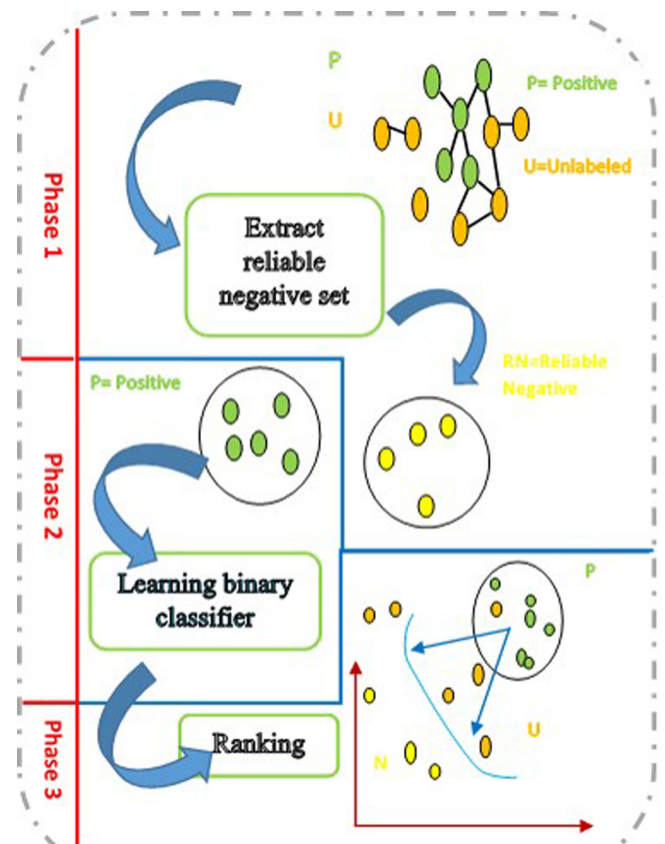 P
P= Positive
U
U=Unlabeled
Phase 1
Extract
reliable
negative set
RN=Reliable
Negative
P= Positive
Phase 2
Learning binary
classifier
P
U
N
Phase 3
Ranking